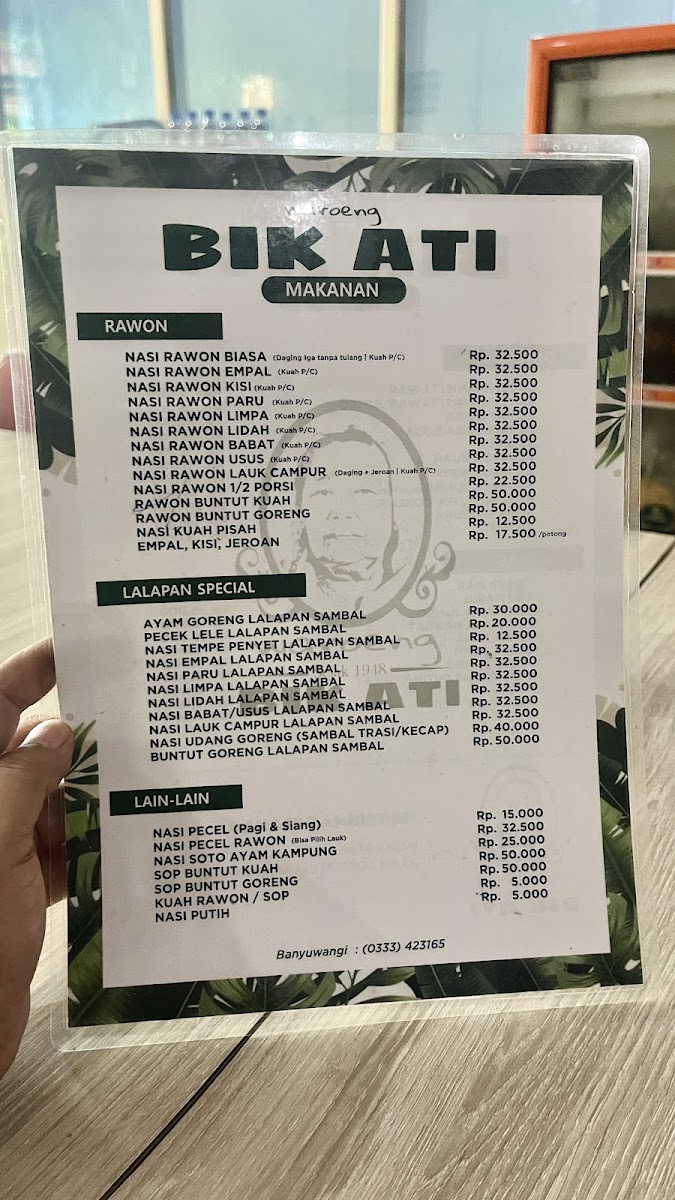 waroeng
BIK ATI
MAKANAN
RAWON
NASI RAWON BIASA (Daging iga tanpa tulang | Kuah P/C) Rp. 32.500
NASI RAWON EMPAL (Kuah P/C) Rp. 32.500
NASI RAWON KISI (Kuah P/C) Rp. 32.500
NASI RAWON PARU (Kuah P/C) Rp. 32.500
NASI RAWON LIMPA (Kuah P/C) Rp. 32.500
NASI RAWON LIDAH (Kuah P/C) Rp. 32.500
NASI RAWON BABAT (Kuah P/C) Rp. 32.500
NASI RAWON USUS (Kuah P/C) Rp. 32.500
NASI RAWON LAUK CAMPUR (Daging + Jeroan | Kuah P/C) Rp. 32.500
NASI RAWON 1/2 PORSI Rp. 22.500
RAWON BUNTUT KUAH Rp. 50.000
RAWON BUNTUT GORENG Rp. 50.000
NASI KUAH PISAH Rp. 12.500
EMPAL, KISI, JEROAN Rp. 17.500 /potong
LALAPAN SPECIAL
AYAM GORENG LALAPAN SAMBAL Rp. 30.000
PECEK LELE LALAPAN SAMBAL Rp. 20.000
NASI TEMPE PENYET LALAPAN SAMBAL Rp. 12.500
NASI EMPAL LALAPAN SAMBAL Rp. 32.500
NASI PARU LALAPAN SAMBAL Rp. 32.500
NASI LIMPA LALAPAN SAMBAL Rp. 32.500
NASI LIDAH LALAPAN SAMBAL Rp. 32.500
NASI BABAT/USUS LALAPAN SAMBAL Rp. 32.500
NASI LAUK CAMPUR LALAPAN SAMBAL Rp. 32.500
NASI UDANG GORENG (SAMBAL TRASI/KECAP) Rp. 40.000
BUNTUT GORENG LALAPAN SAMBAL Rp. 50.000
1948
ATI
LAIN-LAIN
NASI PECEL (Pagi & Siang) Rp. 15.000
NASI PECEL RAWON (Bisa Pilih Lauk) Rp. 32.500
NASI SOTO AYAM KAMPUNG Rp. 25.000
SOP BUNTUT KUAH Rp. 50.000
SOP BUNTUT GORENG Rp. 50.000
KUAH RAWON / SOP Rp. 5.000
NASI PUTIH Rp. 5.000
Banyuwangi : (0333) 423165